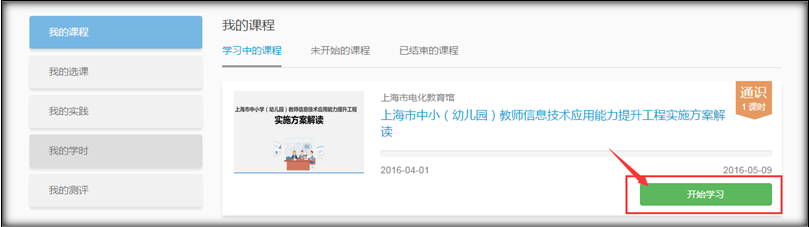 我的课程
我的选课
我的实践
我的学时
我的测评
我的课程
学习中的课程 未开始的课程 已结束的课程
上海市中小学（幼儿园）教师信息技术应用能力提升工程
实施方案解读
上海市电化教育馆
上海市中小（幼儿园）教师信息技术应用能力提升工程实施方案解
读
通识
1 课时
2016-04-01 2016-05-09
开始学习